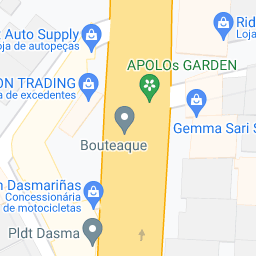 t Auto Supply
oja de autopeças
Rid
Loja
APOLOs GARDEN
ON TRADING
a de excedentes
Gemma Sari S
Bouteaque
n Dasmariñas
Concessionária
de motocicletas
Pldt Dasma